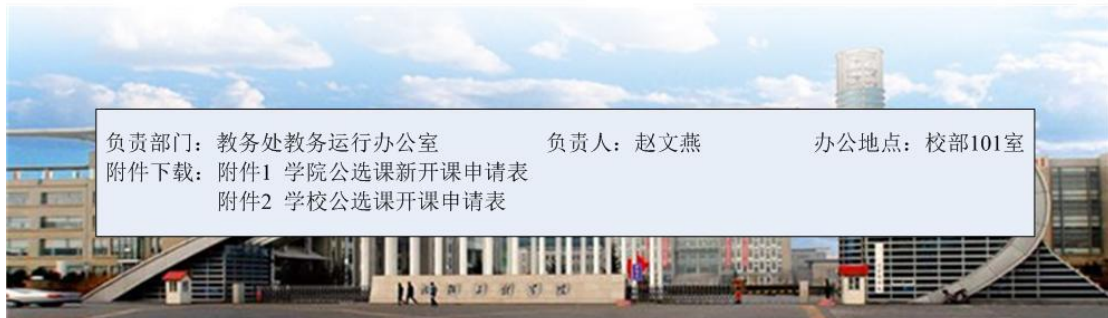 负责部门：教务处教务运行办公室 负责人：赵文燕 办公地点：校部101室
附件下载：附件1 学院公选课新开课申请表
附件2 学校公选课开课申请表